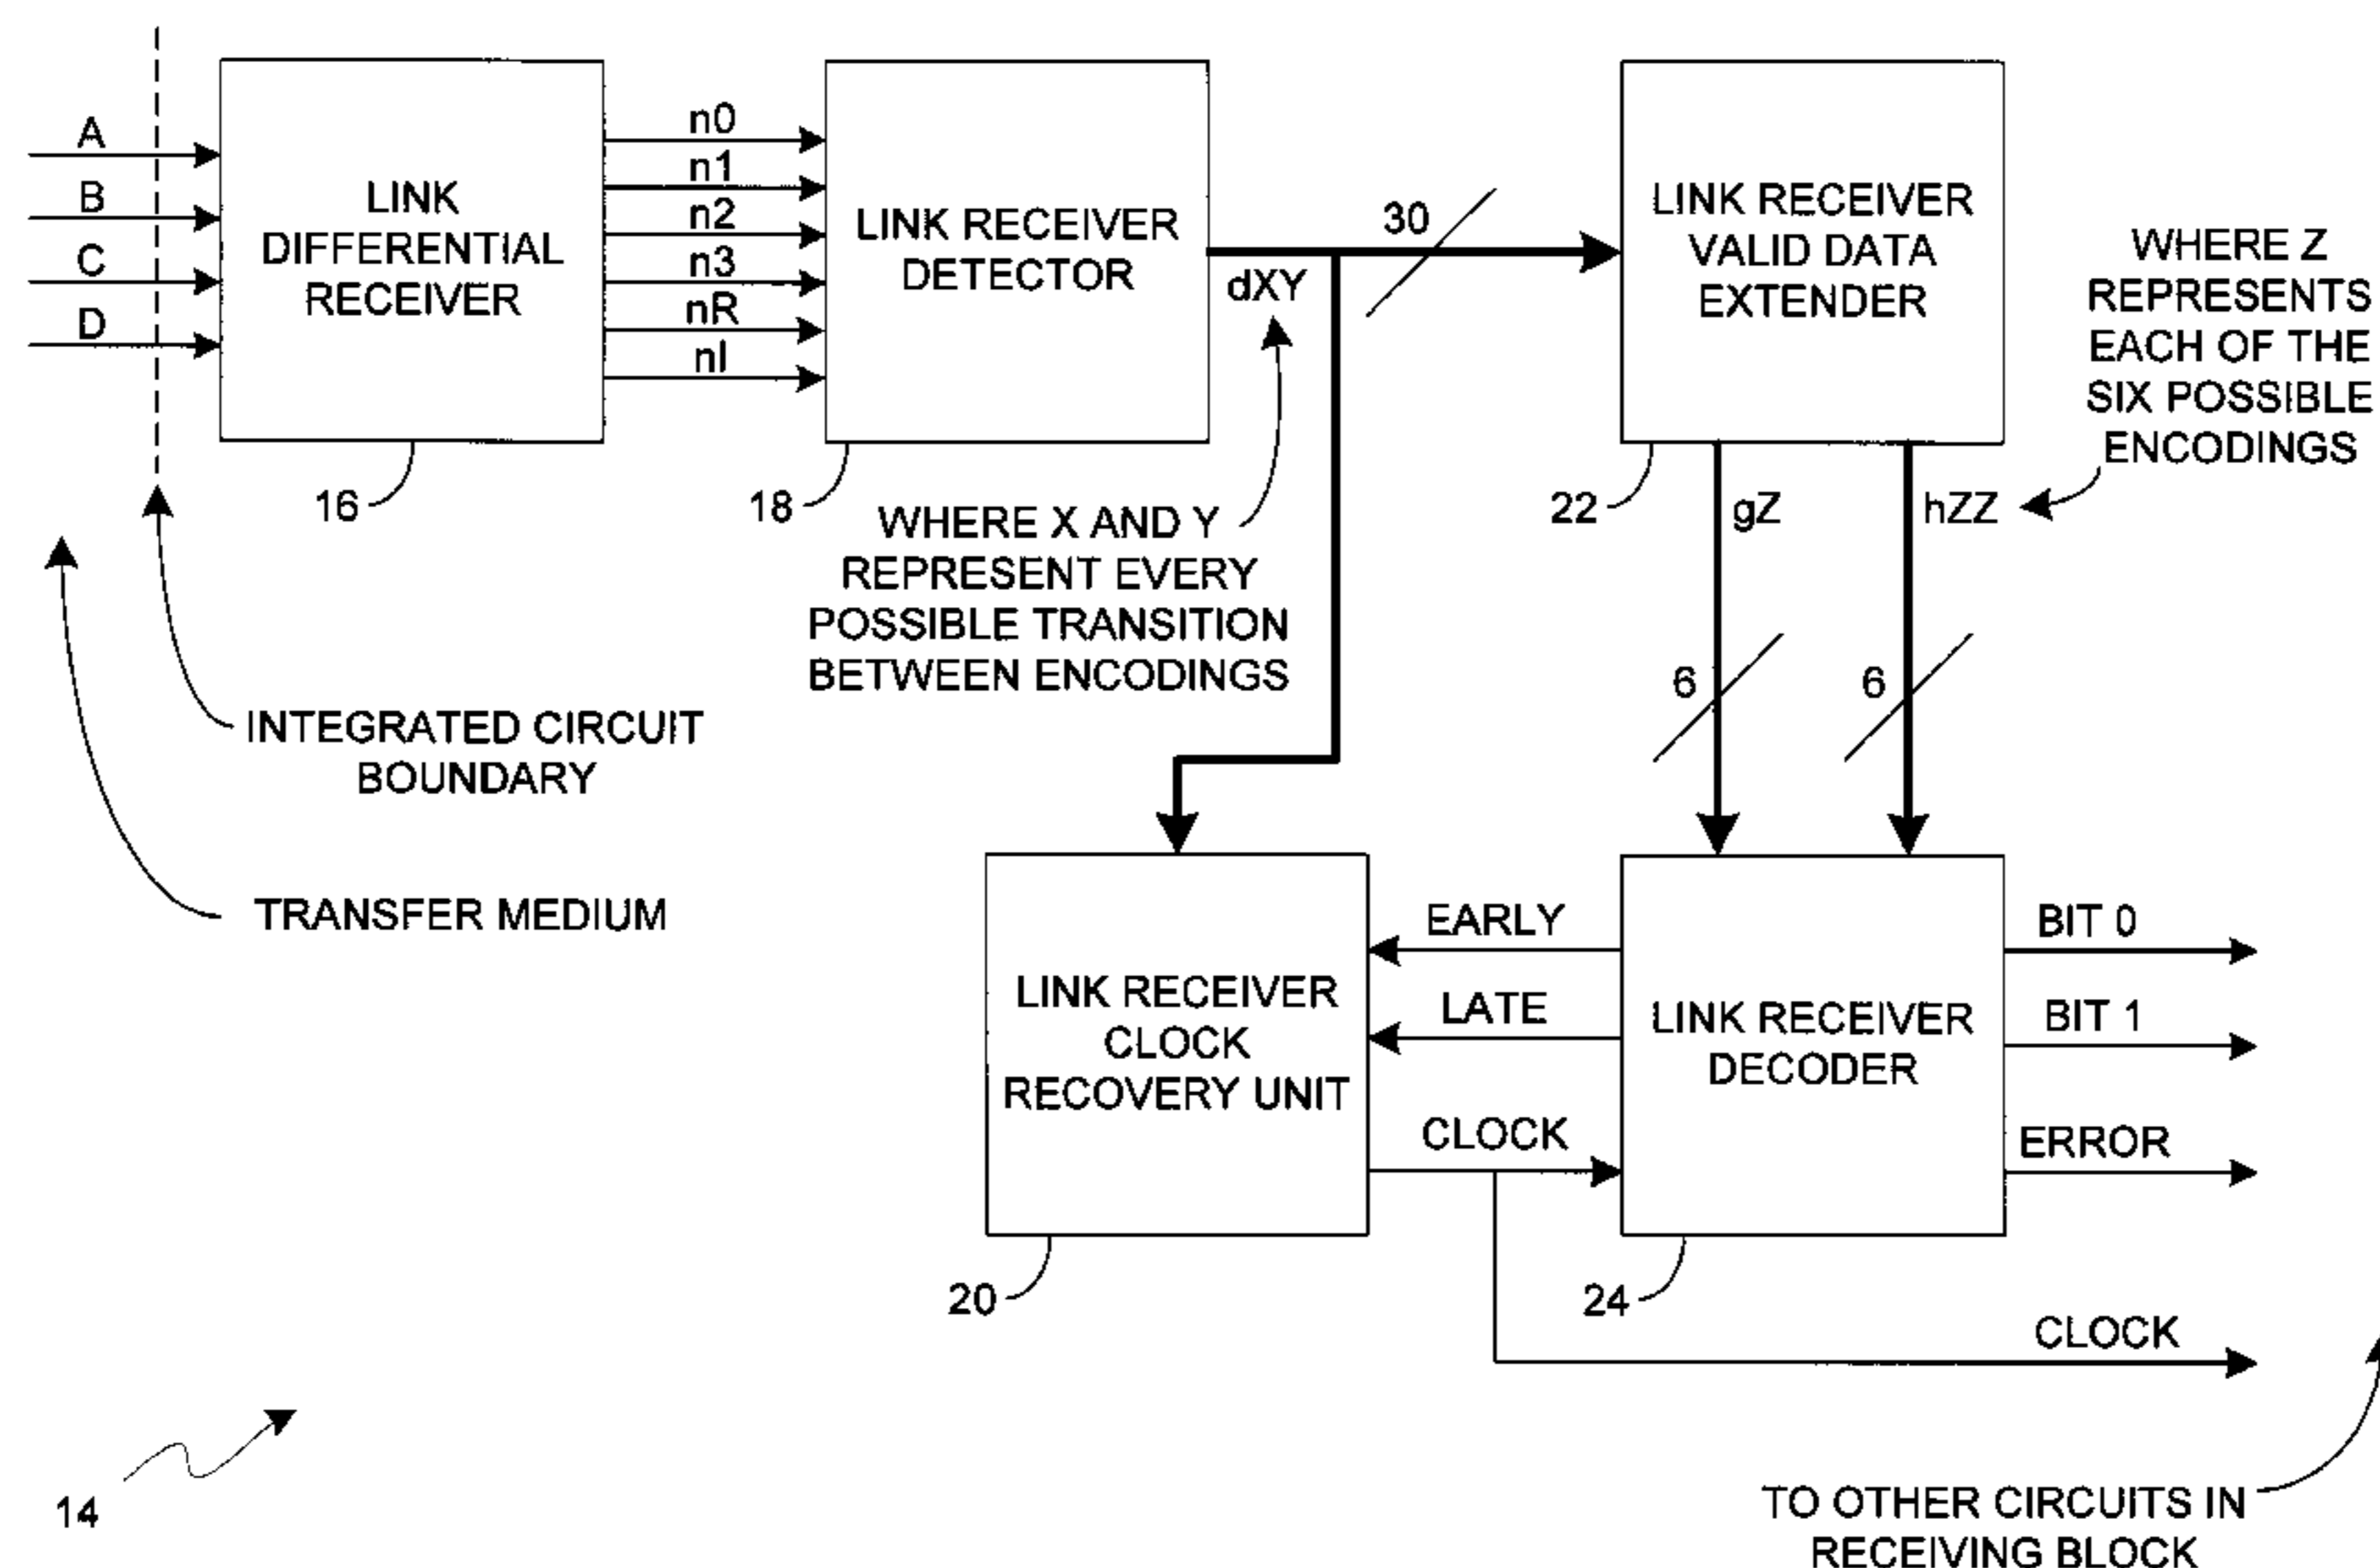 A
B
C
D
LINK
DIFFERENTIAL
RECEIVER
16
n0
n1
n2
n3
nR
nI
LINK RECEIVER
DETECTOR
18
dXY
30
WHERE X AND Y
REPRESENT EVERY
POSSIBLE TRANSITION
BETWEEN ENCODINGS
LINK RECEIVER
VALID DATA
EXTENDER
22
gZ
hZZ
WHERE Z
REPRESENTS
EACH OF THE
SIX POSSIBLE
ENCODINGS
6
6
INTEGRATED CIRCUIT
BOUNDARY
TRANSFER MEDIUM
LINK RECEIVER
CLOCK
RECOVERY UNIT
20
EARLY
LATE
CLOCK
LINK RECEIVER
DECODER
24
BIT 0
BIT 1
ERROR
CLOCK
14
TO OTHER CIRCUITS IN
RECEIVING BLOCK